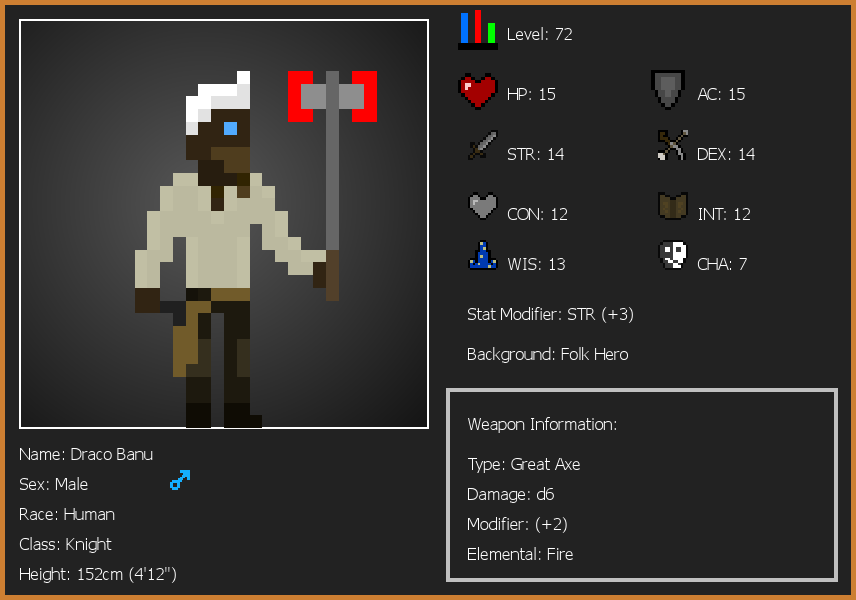 Level: 72
HP: 15
AC: 15
STR: 14
DEX: 14
CON: 12
INT: 12
WIS: 13
CHA: 7
Stat Modifier: STR (+3)
Background: Folk Hero
Name: Draco Banu
Sex: Male
Race: Human
Class: Knight
Height: 152cm (4'12")
Weapon Information:
Type: Great Axe
Damage: d6
Modifier: (+2)
Elemental: Fire